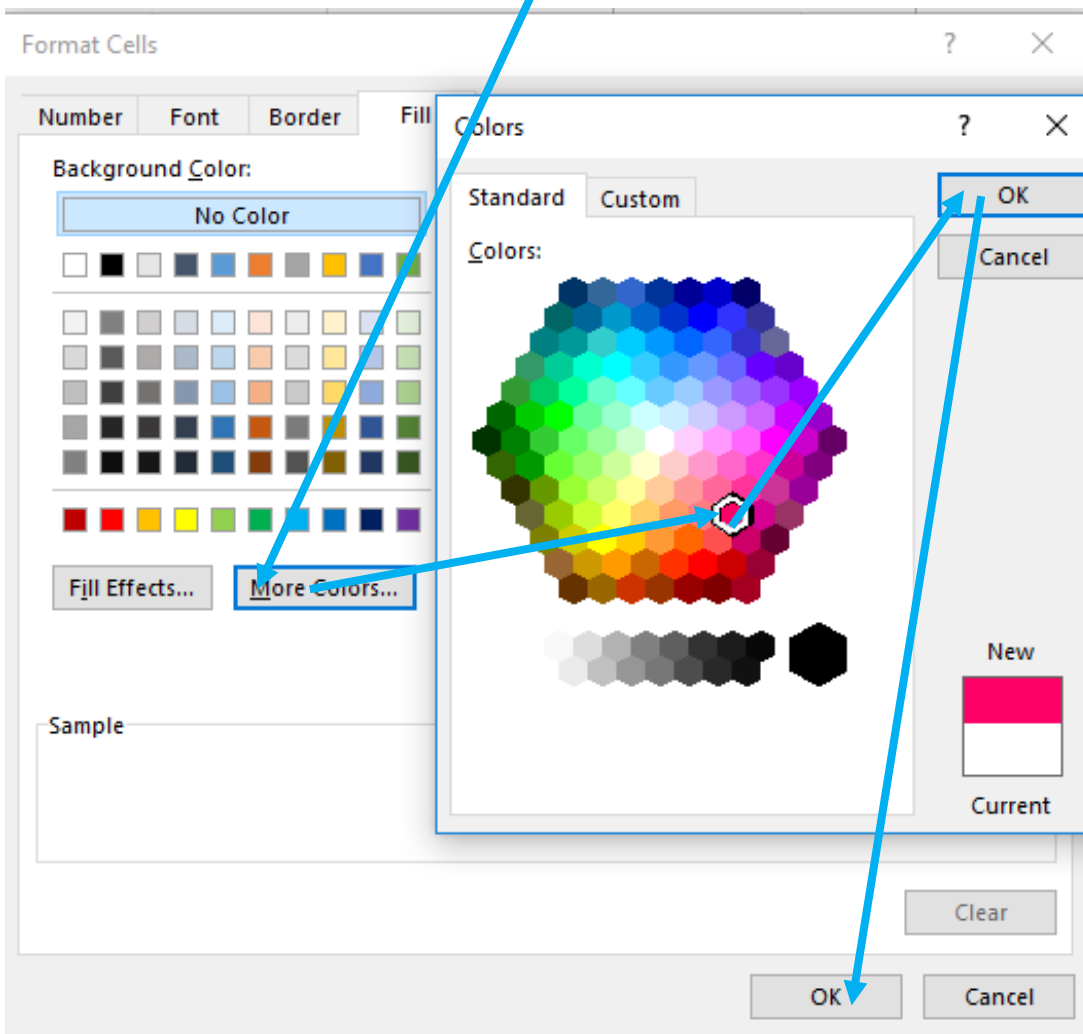 Format Cells
?
Number Font Border Fill
Background Color:
No Color
Fill Effects... More Colors...
Sample
Clear
OK Cancel
Colors
?
Standard Custom
Colors:
OK
Cancel
New
Current